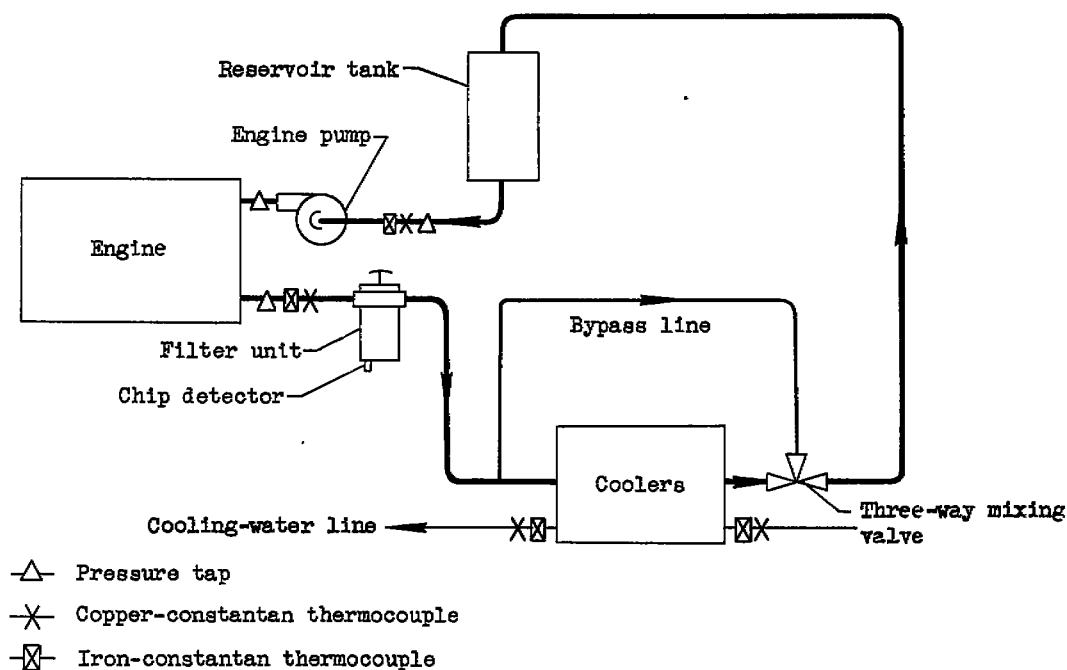 Reservoir tank
Engine pump
Engine
Bypass line
Filter unit
Chip detector
Coolers
Three-way mixing
valve
Cooling-water line
Pressure tap
Copper-constantan thermocouple
Iron-constantan thermocouple